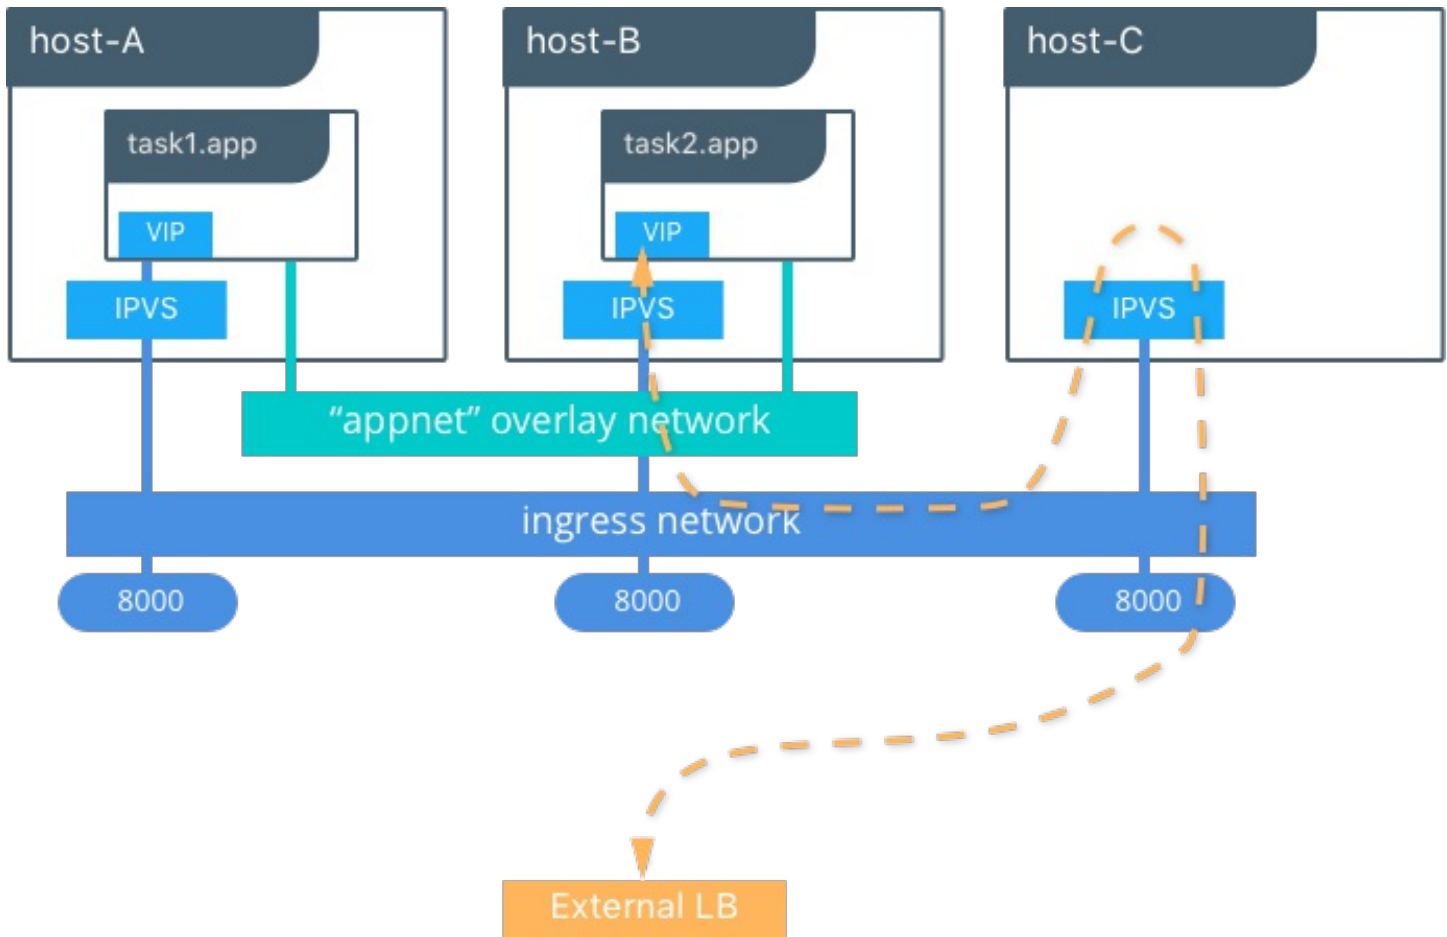 host-A
host-B
host-C
task1.app
task2.app
VIP
VIP
IPVS
IPVS
IPVS
“appnet” overlay network
ingress network
8000
8000
8000
External LB